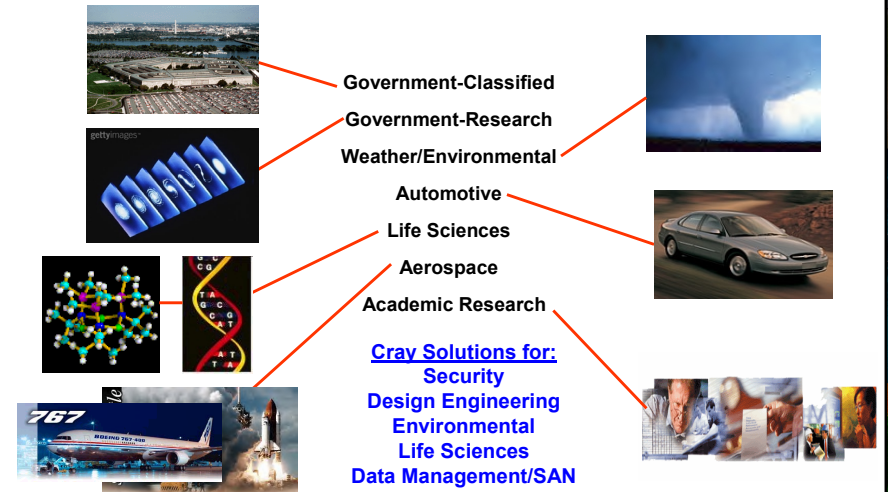 gettyimages
Government-Classified
Government-Research
Weather/Environmental
Automotive
Life Sciences
Aerospace
Academic Research
Cray Solutions for:
Security
Design Engineering
Environmental
Life Sciences
Data Management/SAN
767
BOEING 767-400